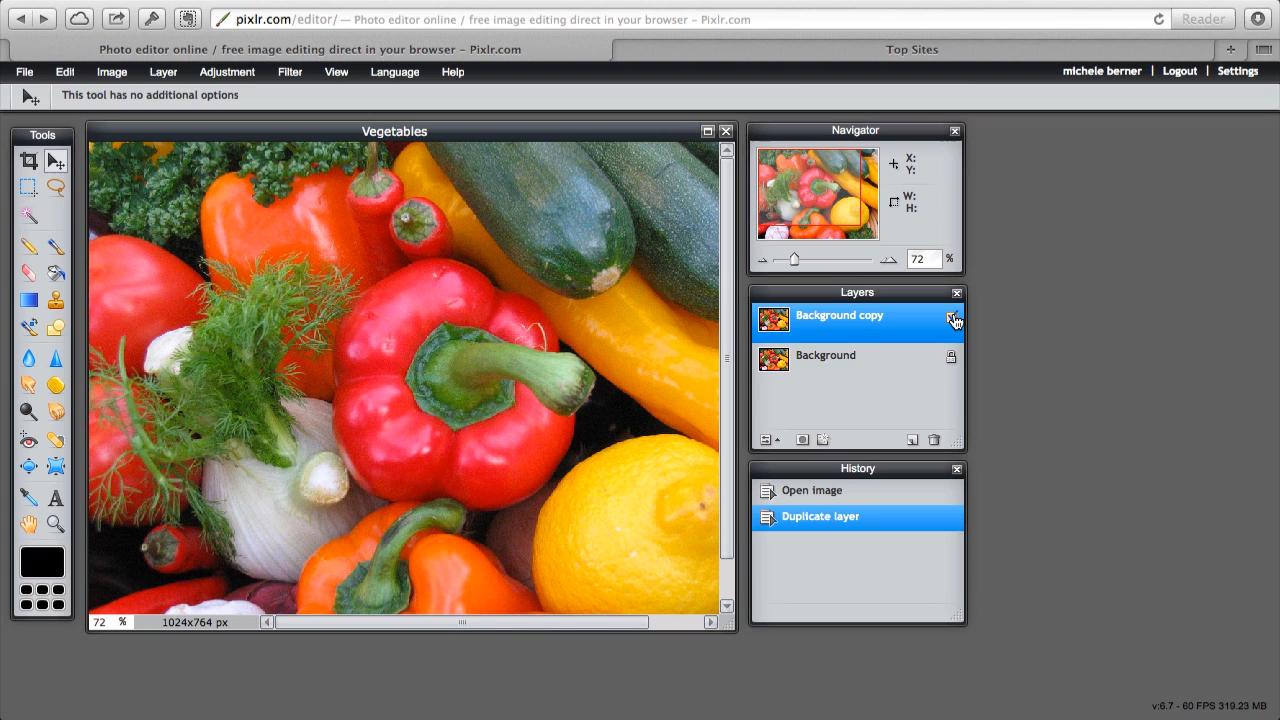 pixlr.com/editor/ — Photo editor online / free image editing direct in your browser – Pixlr.com
Reader
Photo editor online / free image editing direct in your browser – Pixlr.com
Top Sites
File Edit Image Layer Adjustment Filter View Language Help
michele berner | Logout | Settings
This tool has no additional options
Tools
Vegetables
Navigator
X:
Y:
W:
H:
72 %
Layers
Background copy
Background
History
Open image
Duplicate layer
72 % 1024x764 px
v:6.7 - 60 FPS 319.23 MB